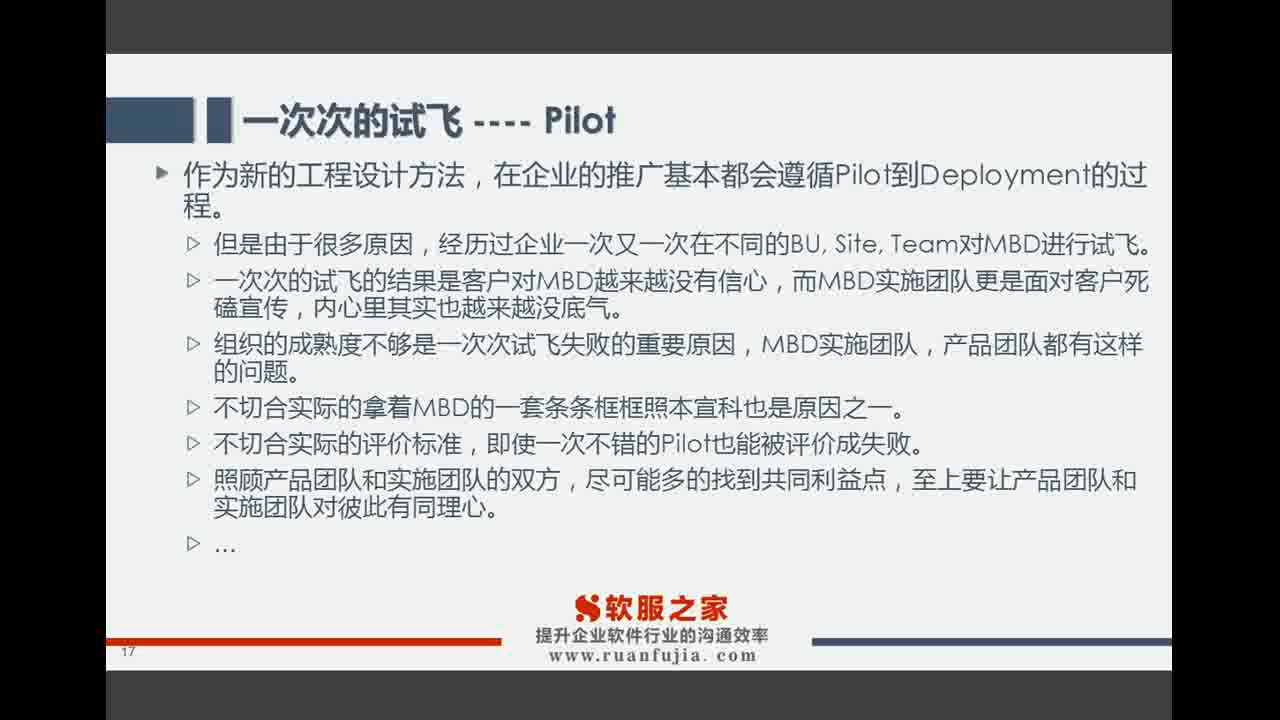 一次次的试飞 ---- Pilot
作为新的工程设计方法，在企业的推广基本都会遵循Pilot到Deployment的过
程。
但是由于很多原因，经历过企业一次又一次在不同的BU, Site, Team对MBD进行试飞。
一次次的试飞的结果是客户对MBD越来越没有信心，而MBD实施团队更是面对客户死
磕宣传，内心里其实也越来越没底气。
组织的成熟度不够是一次次试飞失败的重要原因，MBD实施团队，产品团队都有这样
的问题。
不切合实际的拿着MBD的一套条条框框照本宣科也是原因之一。
不切合实际的评价标准，即使一次不错的Pilot也能被评价成失败。
照顾产品团队和实施团队的双方，尽可能多的找到共同利益点，至上要让产品团队和
实施团队对彼此有同理心。
...
软服之家
提升企业软件行业的沟通效率
www.ruanfujia.com
17